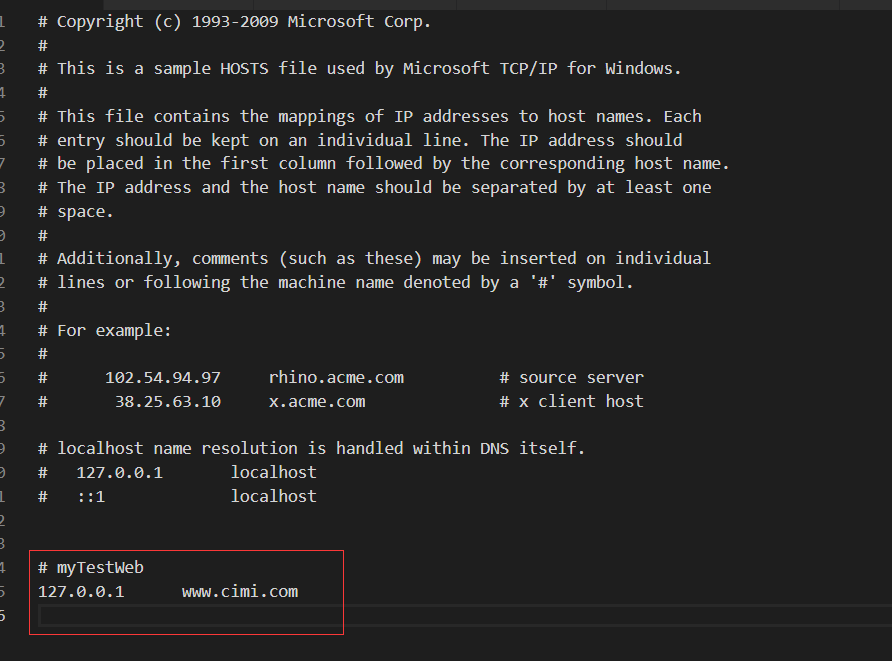 1 # Copyright (c) 1993-2009 Microsoft Corp.
2 #
3 # This is a sample HOSTS file used by Microsoft TCP/IP for Windows.
4 #
5 # This file contains the mappings of IP addresses to host names. Each
6 # entry should be kept on an individual line. The IP address should
7 # be placed in the first column followed by the corresponding host name.
8 # The IP address and the host name should be separated by at least one
9 # space.
0 #
1 # Additionally, comments (such as these) may be inserted on individual
2 # lines or following the machine name denoted by a '#' symbol.
3 #
4 # For example:
5 #
6 #      102.54.94.97     rhino.acme.com          # source server
7 #       38.25.63.10     x.acme.com              # x client host
8
9 # localhost name resolution is handled within DNS itself.
0 #   127.0.0.1       localhost
1 #   ::1             localhost
2
3
4 # myTestWeb
5 127.0.0.1      www.cimi.com
6